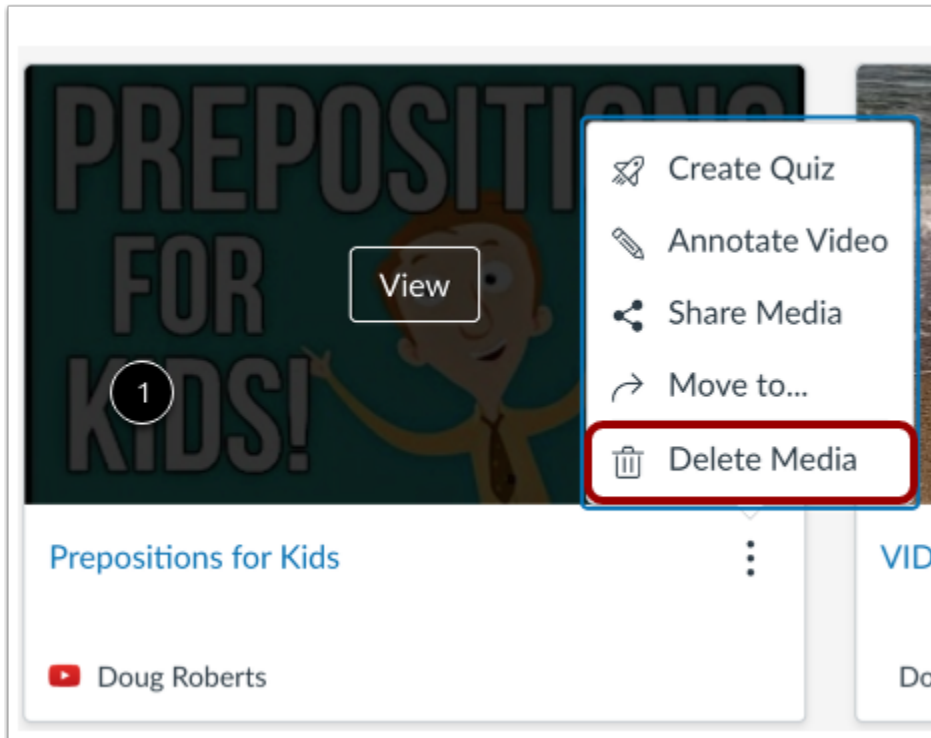 PREPOSITIONS
FOR
KIDS!
View
1
Create Quiz
Annotate Video
Share Media
Move to...
Delete Media
Prepositions for Kids
VID
Doug Roberts
Do